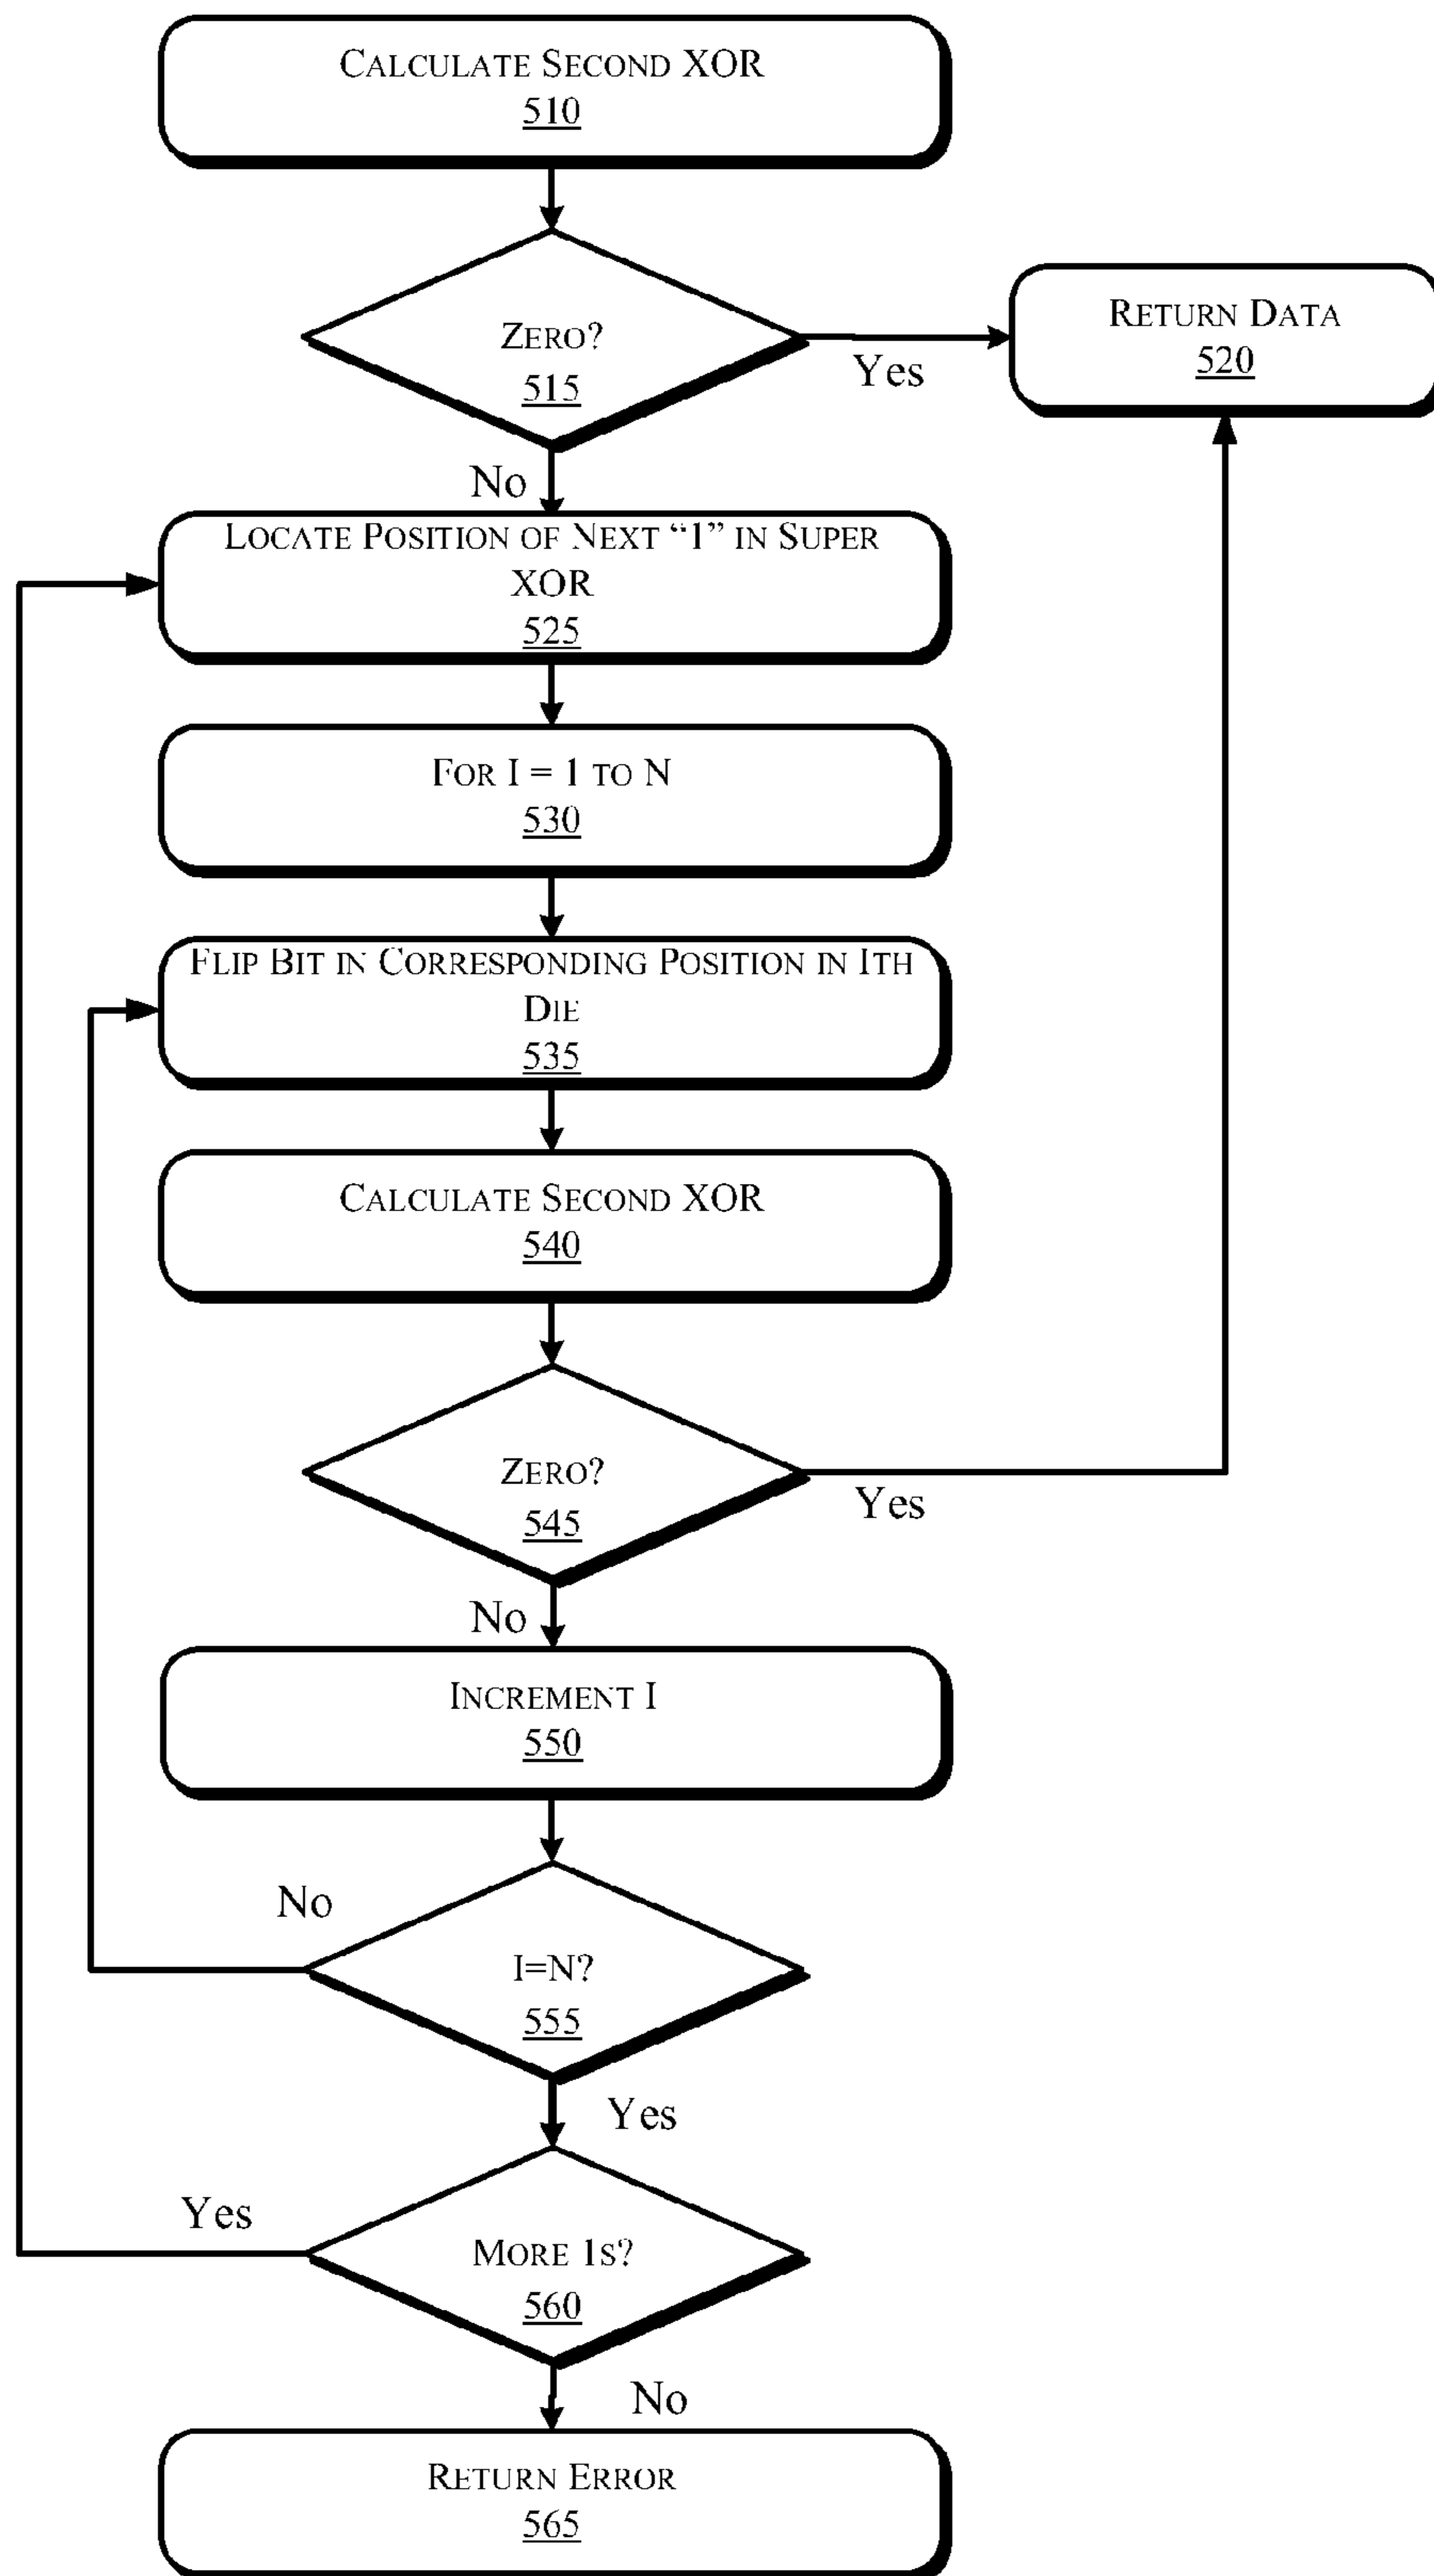 CALCULATE SECOND XOR
510
ZERO?
515
Yes
RETURN DATA
520
No
LOCATE POSITION OF NEXT “1” IN SUPER
XOR
525
FOR I = 1 TO N
530
FLIP BIT IN CORRESPONDING POSITION IN ITH
DIE
535
CALCULATE SECOND XOR
540
ZERO?
545
Yes
No
INCREMENT I
550
No
I=N?
555
Yes
Yes
MORE 1S?
560
No
RETURN ERROR
565